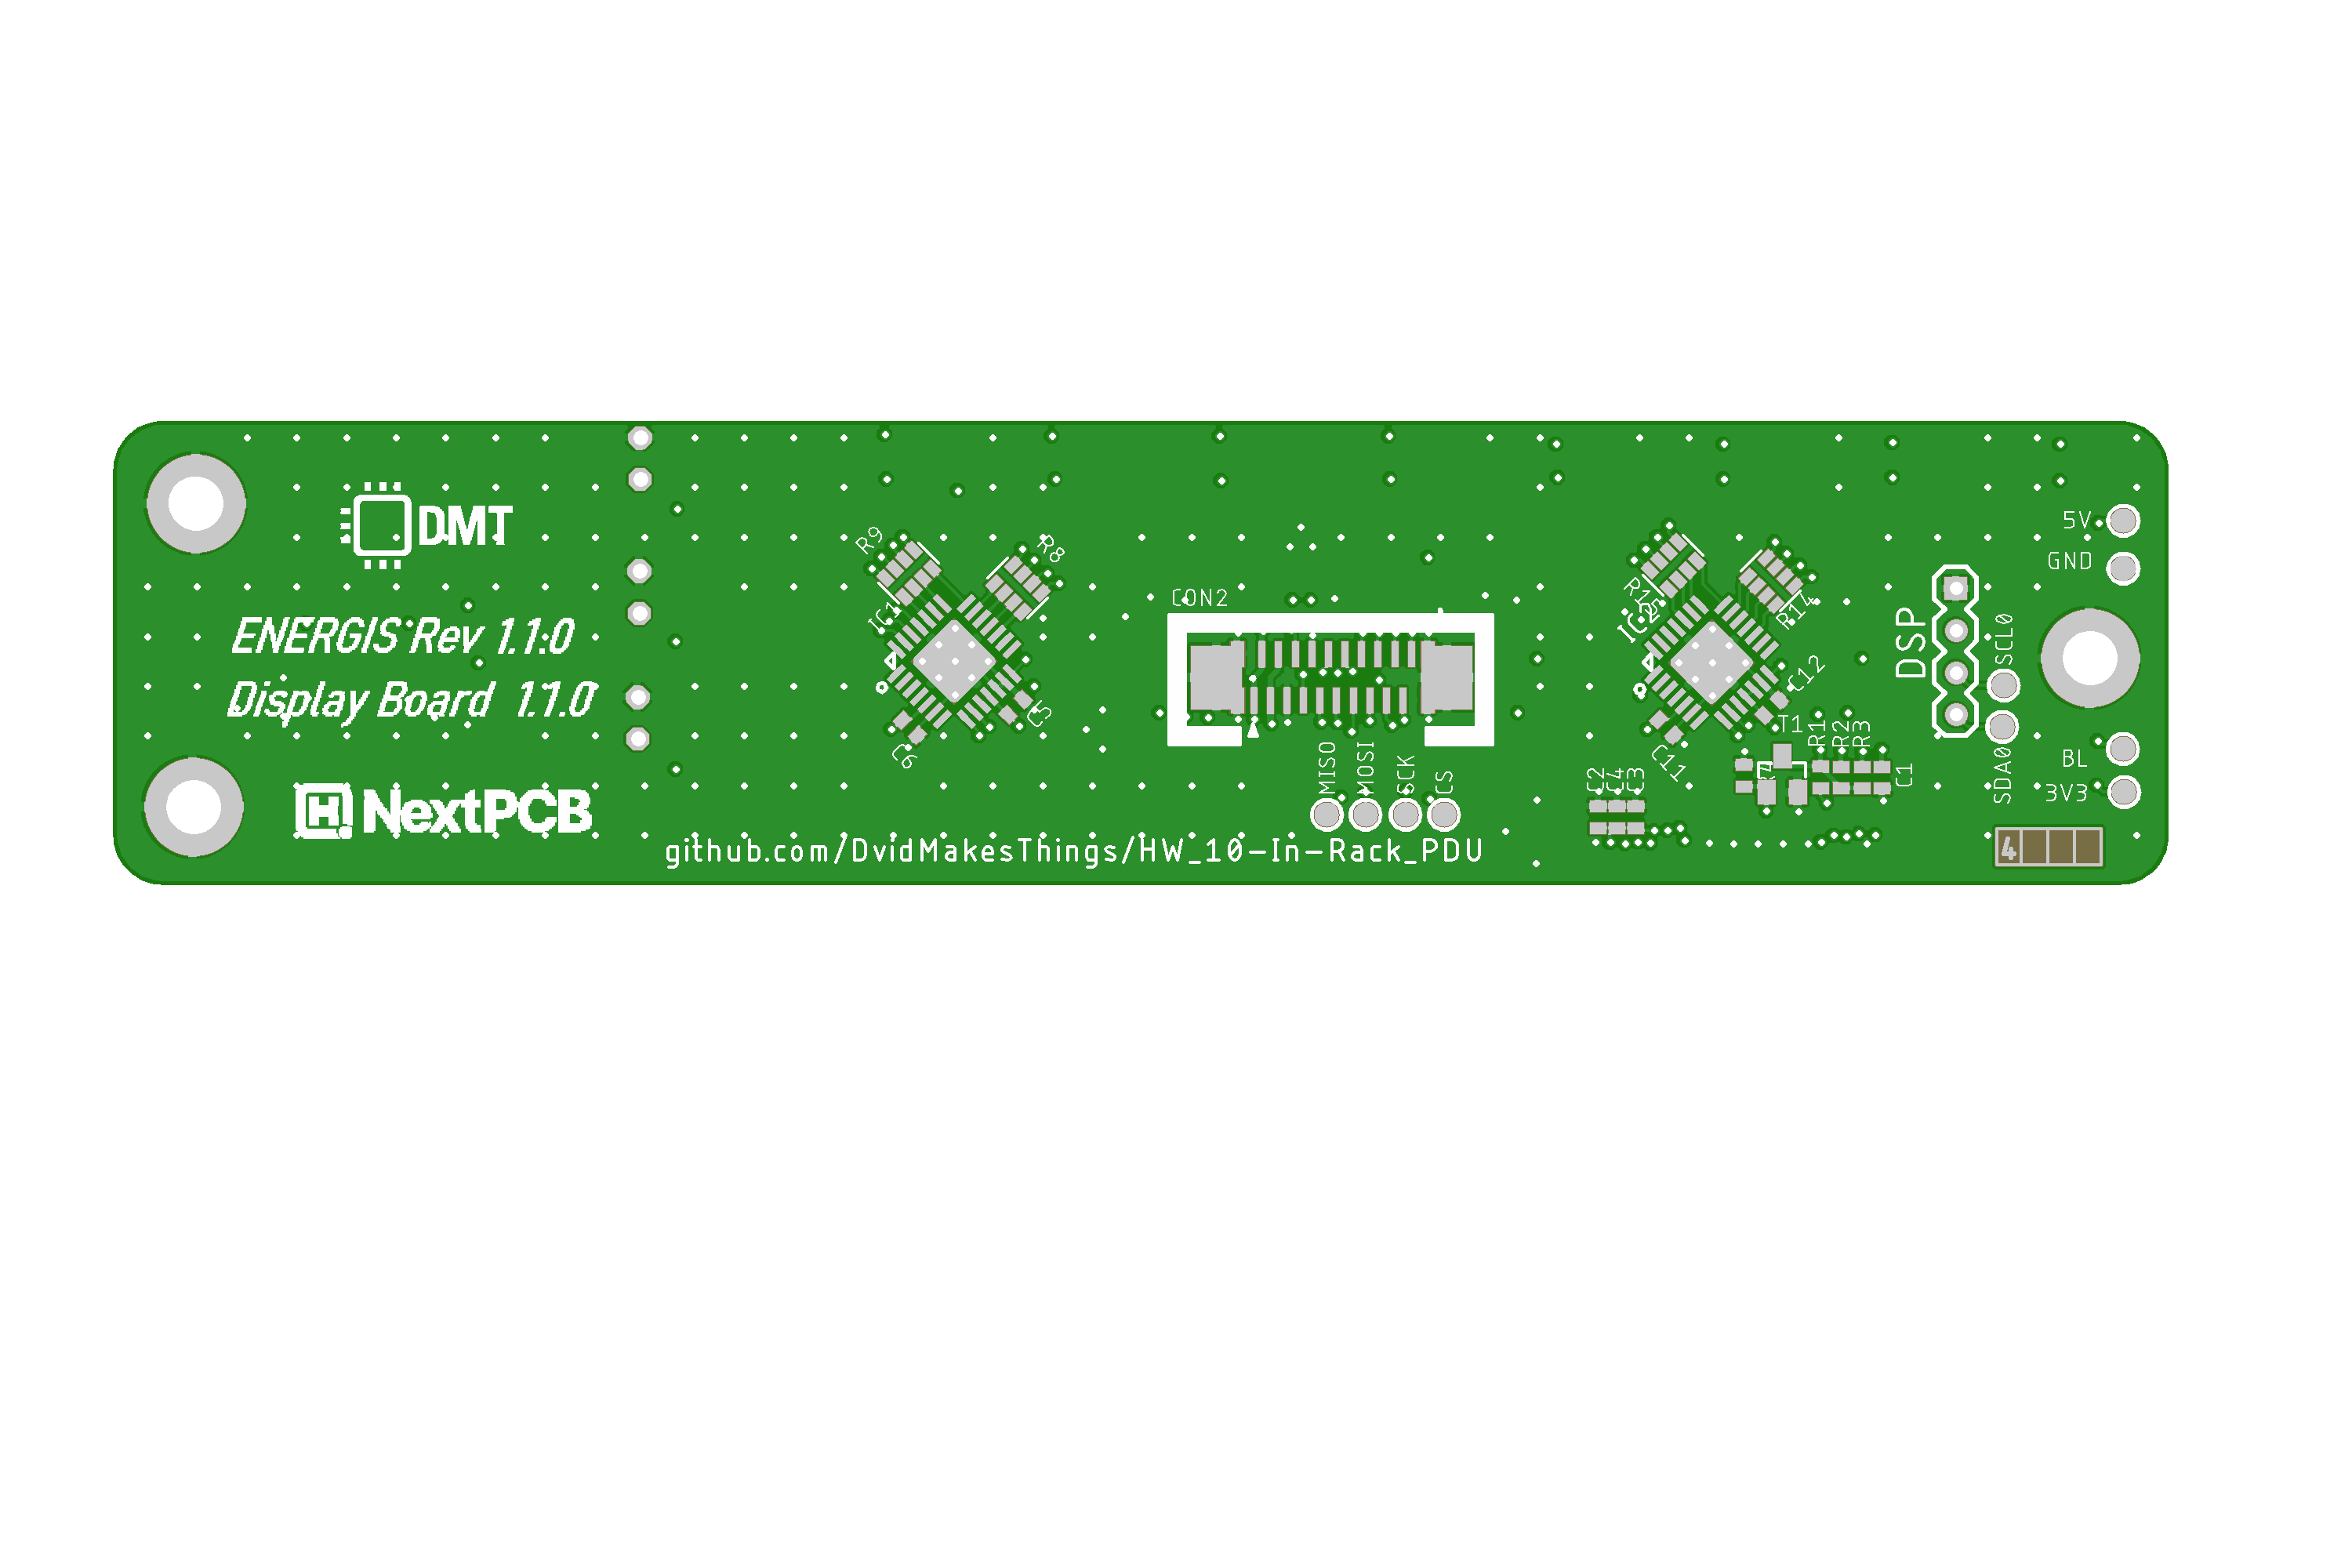 DMT
ENERGIS Rev 1.1.0
Display Board 1.1.0
H NextPCB
github.com/DvidMakesThings/HW_10-In-Rack_PDU
R9
R8
IC1
C5
C6
CON2
MISO
MOSI
SCK
CS
R15
R14
IC2
C12
C11
T1
R1
R2
R3
C1
C2
C4
C3
DSP
SCL0
SDA0
5V
GND
BL
3V3
4